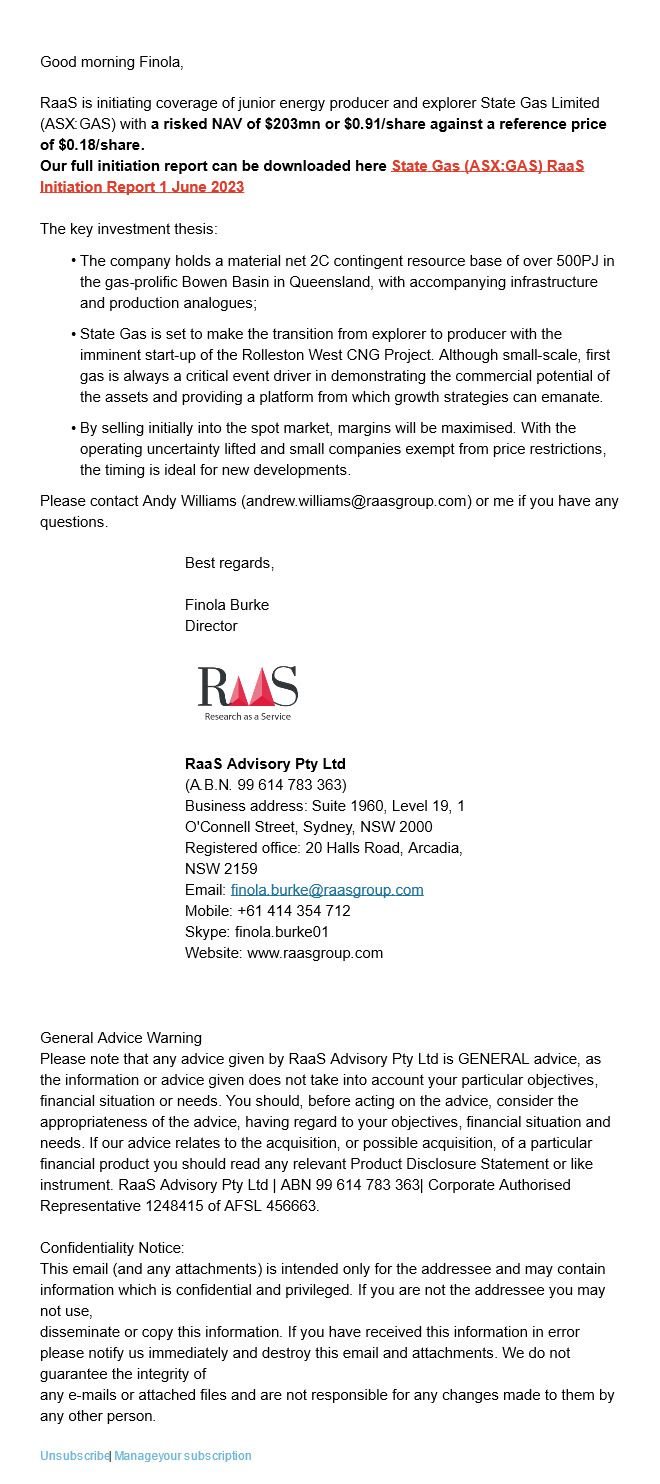 Good morning Finola,
RaaS is initiating coverage of junior energy producer and explorer State Gas Limited
(ASX:GAS) with a risked NAV of $203mn or $0.91/share against a reference price
of $0.18/share.
Our full initiation report can be downloaded here State Gas (ASX:GAS) RaaS
Initiation Report 1 June 2023
The key investment thesis:
• The company holds a material net 2C contingent resource base of over 500PJ in
the gas-prolific Bowen Basin in Queensland, with accompanying infrastructure
and production analogues;
• State Gas is set to make the transition from explorer to producer with the
imminent start-up of the Rolleston West CNG Project. Although small-scale, first
gas is always a critical event driver in demonstrating the commercial potential of
the assets and providing a platform from which growth strategies can emanate.
• By selling initially into the spot market, margins will be maximised. With the
operating uncertainty lifted and small companies exempt from price restrictions,
the timing is ideal for new developments.
Please contact Andy Williams (andrew.williams@raasgroup.com) or me if you have any
questions.
Best regards,
Finola Burke
Director
RaaS
Research as a Service
RaaS Advisory Pty Ltd
(A.B.N. 99 614 783 363)
Business address: Suite 1960, Level 19, 1
O'Connell Street, Sydney, NSW 2000
Registered office: 20 Halls Road, Arcadia,
NSW 2159
Email: finola.burke@raasgroup.com
Mobile: +61 414 354 712
Skype: finola.burke01
Website: www.raasgroup.com
General Advice Warning
Please note that any advice given by RaaS Advisory Pty Ltd is GENERAL advice, as
the information or advice given does not take into account your particular objectives,
financial situation or needs. You should, before acting on the advice, consider the
appropriateness of the advice, having regard to your objectives, financial situation and
needs. If our advice relates to the acquisition, or possible acquisition, of a particular
financial product you should read any relevant Product Disclosure Statement or like
instrument. RaaS Advisory Pty Ltd | ABN 99 614 783 363| Corporate Authorised
Representative 1248415 of AFSL 456663.
Confidentiality Notice:
This email (and any attachments) is intended only for the addressee and may contain
information which is confidential and privileged. If you are not the addressee you may
not use,
disseminate or copy this information. If you have received this information in error
please notify us immediately and destroy this email and attachments. We do not
guarantee the integrity of
any e-mails or attached files and are not responsible for any changes made to them by
any other person.
Unsubscribe| Manageyour subscription